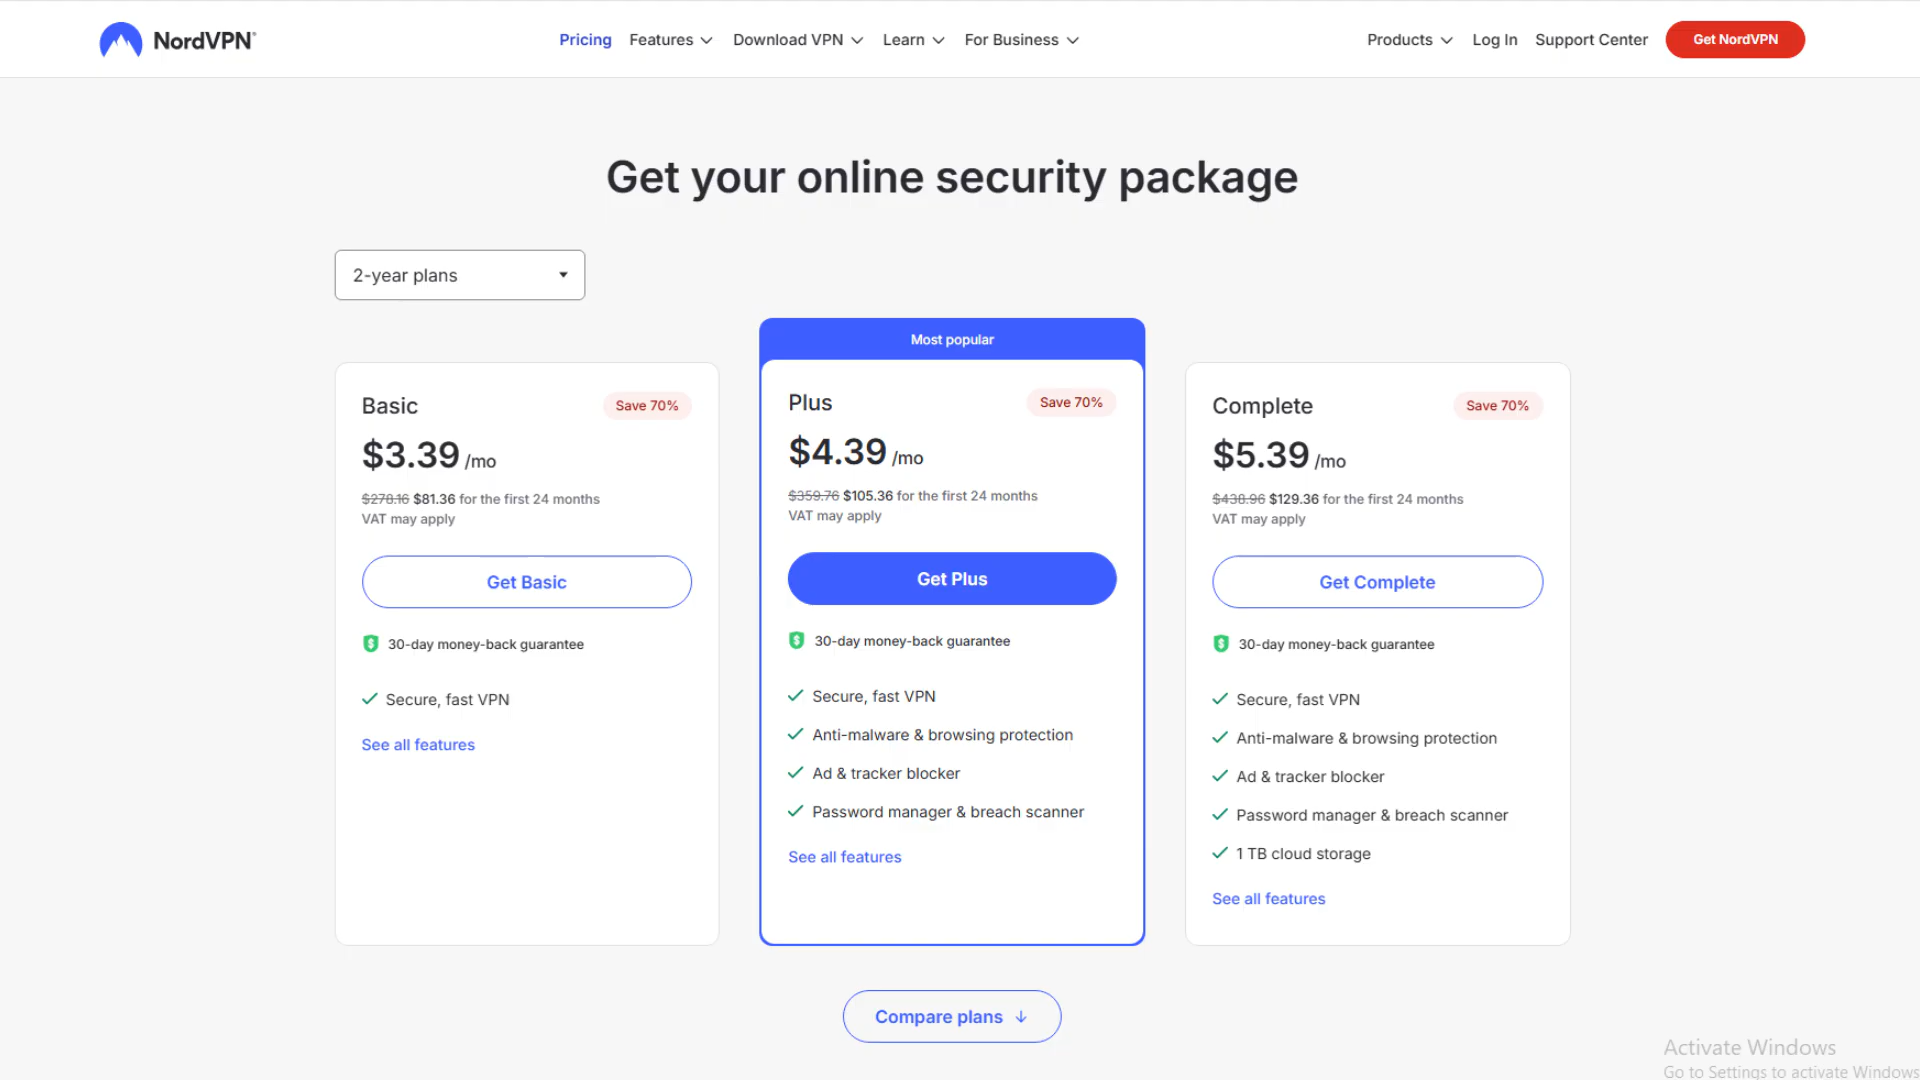 NordVPN®
Pricing Features Download VPN Learn For Business
Products Log In Support Center Get NordVPN
Get your online security package
2-year plans
Basic Save 70%
$3.39 /mo
$278.16 $81.36 for the first 24 months
VAT may apply
Get Basic
30-day money-back guarantee
Secure, fast VPN
See all features
Most popular
Plus Save 70%
$4.39 /mo
$359.76 $105.36 for the first 24 months
VAT may apply
Get Plus
30-day money-back guarantee
Secure, fast VPN
Anti-malware & browsing protection
Ad & tracker blocker
Password manager & breach scanner
See all features
Complete Save 70%
$5.39 /mo
$438.96 $129.36 for the first 24 months
VAT may apply
Get Complete
30-day money-back guarantee
Secure, fast VPN
Anti-malware & browsing protection
Ad & tracker blocker
Password manager & breach scanner
1 TB cloud storage
See all features
Compare plans
Activate Windows
Go to Settings to activate Windows